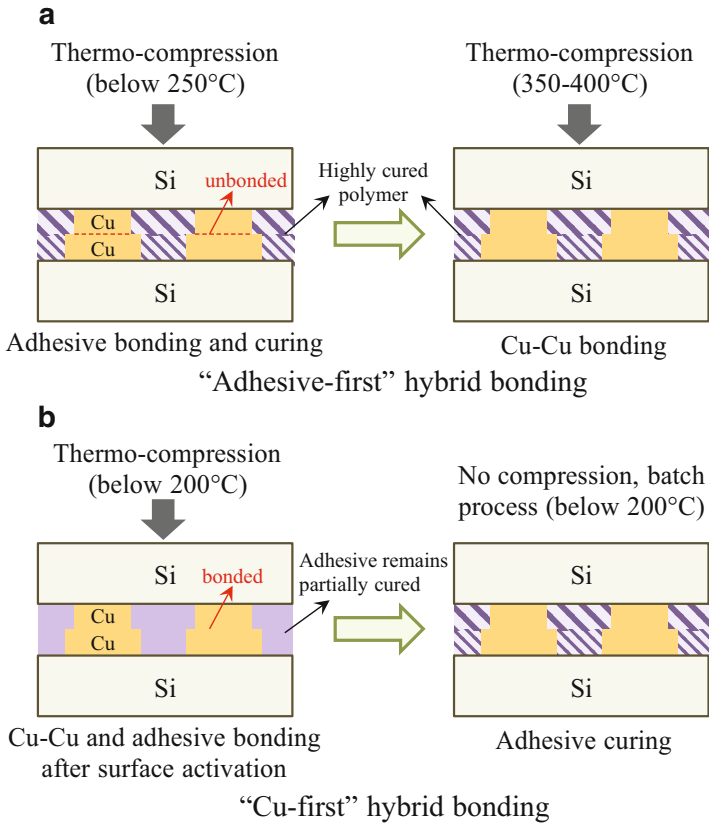 a
Thermo-compression
(below 250°C)
Thermo-compression
(350-400°C)
Si
unbonded
Cu
Cu
Si
Highly cured
polymer
Si
Si
Adhesive bonding and curing
Cu-Cu bonding
“Adhesive-first” hybrid bonding
b
Thermo-compression
(below 200°C)
No compression, batch
process (below 200°C)
Si
bonded
Cu
Cu
Si
Adhesive remains
partially cured
Si
Si
Cu-Cu and adhesive bonding
after surface activation
Adhesive curing
“Cu-first” hybrid bonding